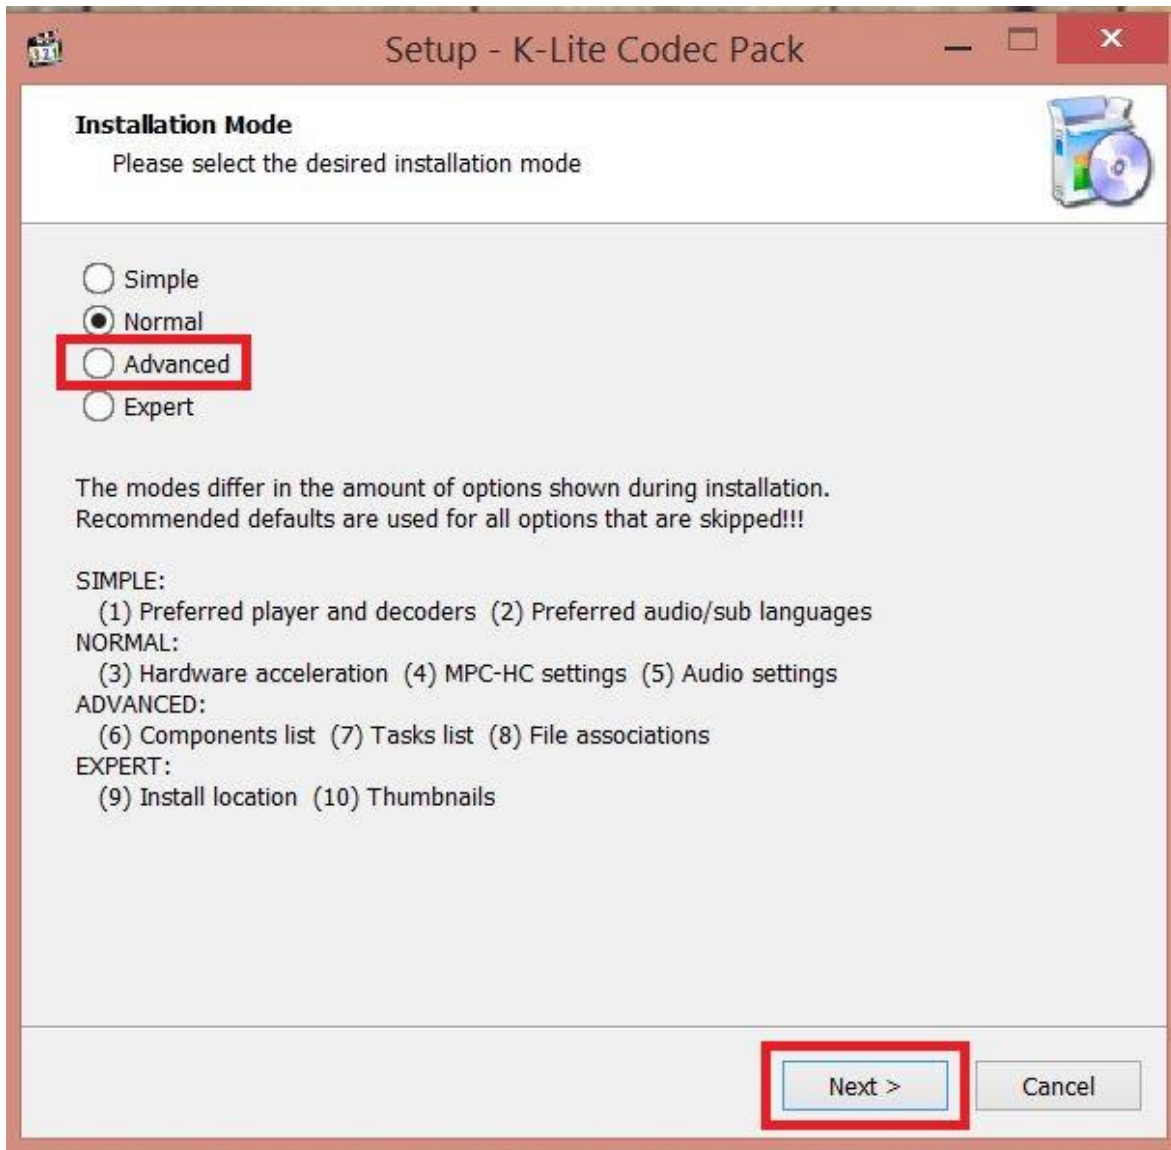 Setup - K-Lite Codec Pack
Installation Mode
Please select the desired installation mode
Simple
Normal
Advanced
Expert
The modes differ in the amount of options shown during installation.
Recommended defaults are used for all options that are skipped!!!
SIMPLE:
(1) Preferred player and decoders (2) Preferred audio/sub languages
NORMAL:
(3) Hardware acceleration (4) MPC-HC settings (5) Audio settings
ADVANCED:
(6) Components list (7) Tasks list (8) File associations
EXPERT:
(9) Install location (10) Thumbnails
Next >
Cancel